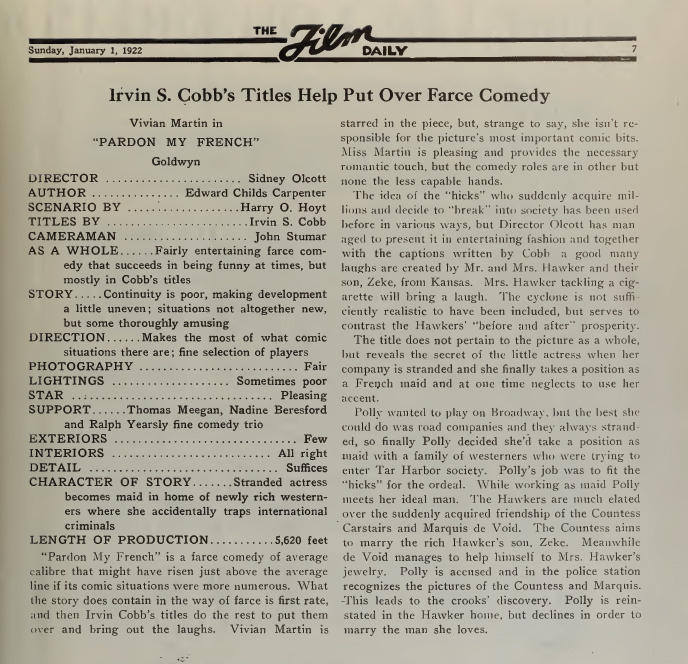 THE Film DAILY
Sunday, January 1, 1922
7
Irvin S. Cobb's Titles Help Put Over Farce Comedy
Vivian Martin in
"PARDON MY FRENCH"
Goldwyn
DIRECTOR ........................ Sidney Olcott
AUTHOR .............. Edward Childs Carpenter
SCENARIO BY ....................Harry O. Hoyt
TITLES BY ........................Irvin S. Cobb
CAMERAMAN ................... John Stumar
AS A WHOLE......Fairly entertaining farce com-
edy that succeeds in being funny at times, but
mostly in Cobb's titles
STORY.....Continuity is poor, making development
a little uneven; situations not altogether new,
but some thoroughly amusing
DIRECTION......Makes the most of what comic
situations there are; fine selection of players
PHOTOGRAPHY ............................ Fair
LIGHTINGS .................. Sometimes poor
STAR ................................ Pleasing
SUPPORT......Thomas Meegan, Nadine Beresford
and Ralph Yearsly fine comedy trio
EXTERIORS ............................ Few
INTERIORS ........................ All right
DETAIL .............................. Suffices
CHARACTER OF STORY.......Stranded actress
becomes maid in home of newly rich western-
ers where she accidentally traps international
criminals
LENGTH OF PRODUCTION...........5,620 feet
"Pardon My French" is a farce comedy of average
calibre that might have risen just above the average
line if its comic situations were more numerous. What
the story does contain in the way of farce is first rate,
and then Irvin Cobb's titles do the rest to put them
over and bring out the laughs. Vivian Martin is
starred in the piece, but, strange to say, she isn't re-
sponsible for the picture's most important comic bits.
Miss Martin is pleasing and provides the necessary
romantic touch, but the comedy roles are in other but
none the less capable hands.
The idea of the "hicks" who suddenly acquire mil-
lions and decide to "break" into society has been used
before in various ways, but Director Olcott has man
aged to present it in entertaining fashion and together
with the captions written by Cobb a good many
laughs are created by Mr. and Mrs. Hawker and their
son, Zeke, from Kansas. Mrs. Hawker tackling a cig-
arette will bring a laugh. The cyclone is not suffi-
ciently realistic to have been included, but serves to
contrast the Hawkers' "before and after" prosperity.
The title does not pertain to the picture as a whole,
but reveals the secret of the little actress when her
company is stranded and she finally takes a position as
a French maid and at one time neglects to use her
accent.
Polly wanted to play on Broadway, but the best she
could do was road companies and they always strand-
ed, so finally Polly decided she'd take a position as
maid with a family of westerners who were trying to
enter Tar Harbor society. Polly's job was to fit the
"hicks" for the ordeal. While working as maid Polly
meets her ideal man. The Hawkers are much elated
over the suddenly acquired friendship of the Countess
Carstairs and Marquis de Void. The Countess aims
to marry the rich Hawker's son, Zeke. Meanwhile
de Void manages to help himself to Mrs. Hawker's
jewelry. Polly is accused and in the police station
recognizes the pictures of the Countess and Marquis.
This leads to the crooks' discovery. Polly is rein-
stated in the Hawker home, but declines in order to
marry the man she loves.